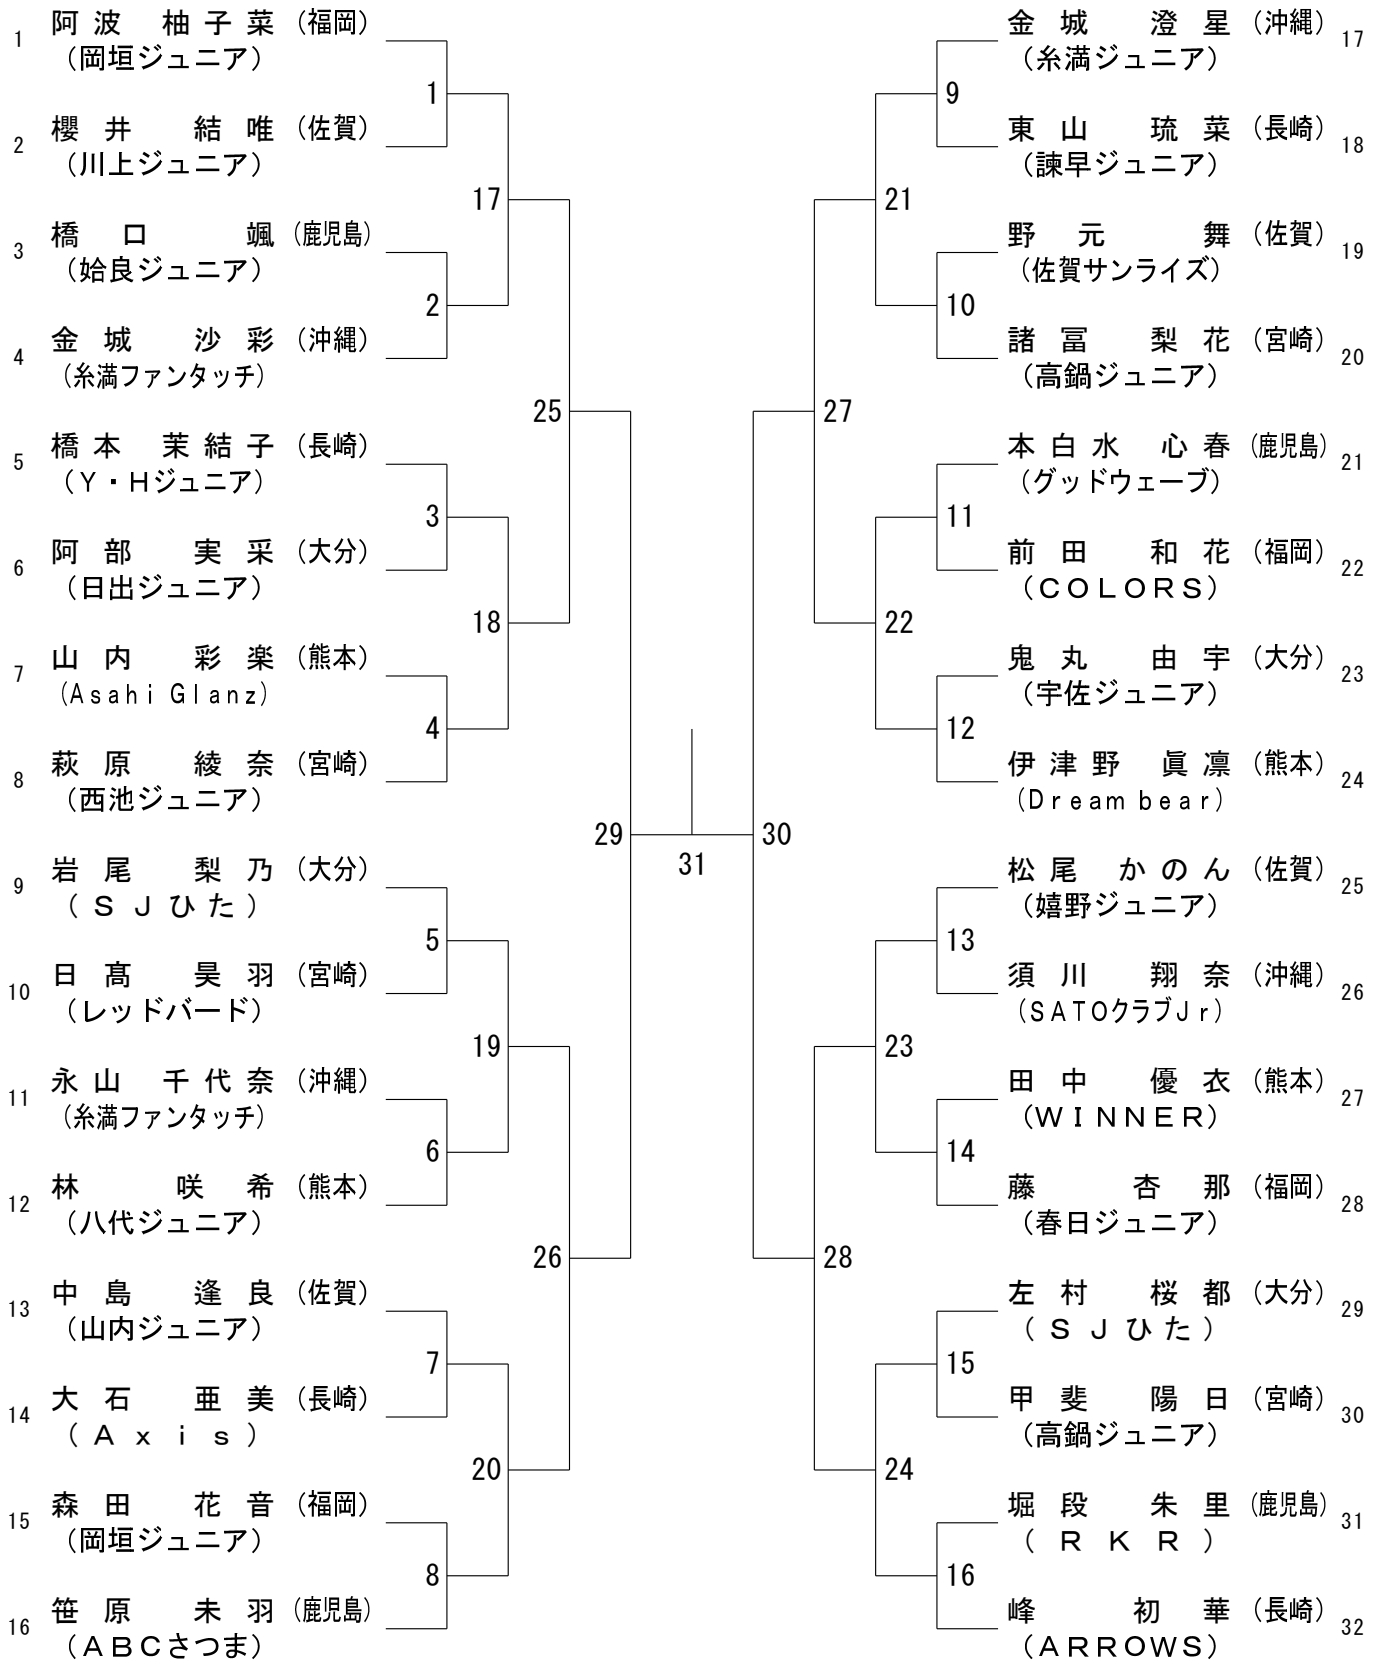 1 阿波 柚子菜 (福岡)
(岡垣ジュニア)
1
2 櫻井 結唯 (佐賀)
(川上ジュニア)
17
3 橋口 颯 (鹿児島)
(姶良ジュニア)
2
4 金城 沙彩 (沖縄)
(糸満ファンタッチ)
25
5 橋本 茉結子 (長崎)
(Y・Hジュニア)
3
6 阿部 実采 (大分)
(日出ジュニア)
18
7 山内 彩楽 (熊本)
(Asahi Glanz)
4
8 萩原 綾奈 (宮崎)
(西池ジュニア)
29
9 岩尾 梨乃 (大分)
(SJひた)
5
10 日髙 昊羽 (宮崎)
(レッドバード)
19
11 永山 千代奈 (沖縄)
(糸満ファンタッチ)
6
12 林 咲希 (熊本)
(八代ジュニア)
26
13 中島 逢良 (佐賀)
(山内ジュニア)
7
14 大石 亜美 (長崎)
(Axis)
20
15 森田 花音 (福岡)
(岡垣ジュニア)
8
16 笹原 未羽 (鹿児島)
(ABCさつま)
31
金城 澄星 (沖縄) 17
(糸満ジュニア)
9
東山 琉菜 (長崎) 18
(諫早ジュニア)
21
野元 舞 (佐賀) 19
(佐賀サンライズ)
10
諸冨 梨花 (宮崎) 20
(高鍋ジュニア)
27
本白水 心春 (鹿児島) 21
(グッドウェーブ)
11
前田 和花 (福岡) 22
(COLORS)
22
鬼丸 由宇 (大分) 23
(宇佐ジュニア)
12
伊津野 眞凛 (熊本) 24
(Dream bear)
30
松尾 かのん (佐賀) 25
(嬉野ジュニア)
13
須川 翔奈 (沖縄) 26
(SATOクラブJr)
23
田中 優衣 (熊本) 27
(WINNER)
14
藤 杏那 (福岡) 28
(春日ジュニア)
28
左村 桜都 (大分) 29
(SJひた)
15
甲斐 陽日 (宮崎) 30
(高鍋ジュニア)
24
堀段 朱里 (鹿児島) 31
(RKR)
16
峰 初華 (長崎) 32
(ARROWS)